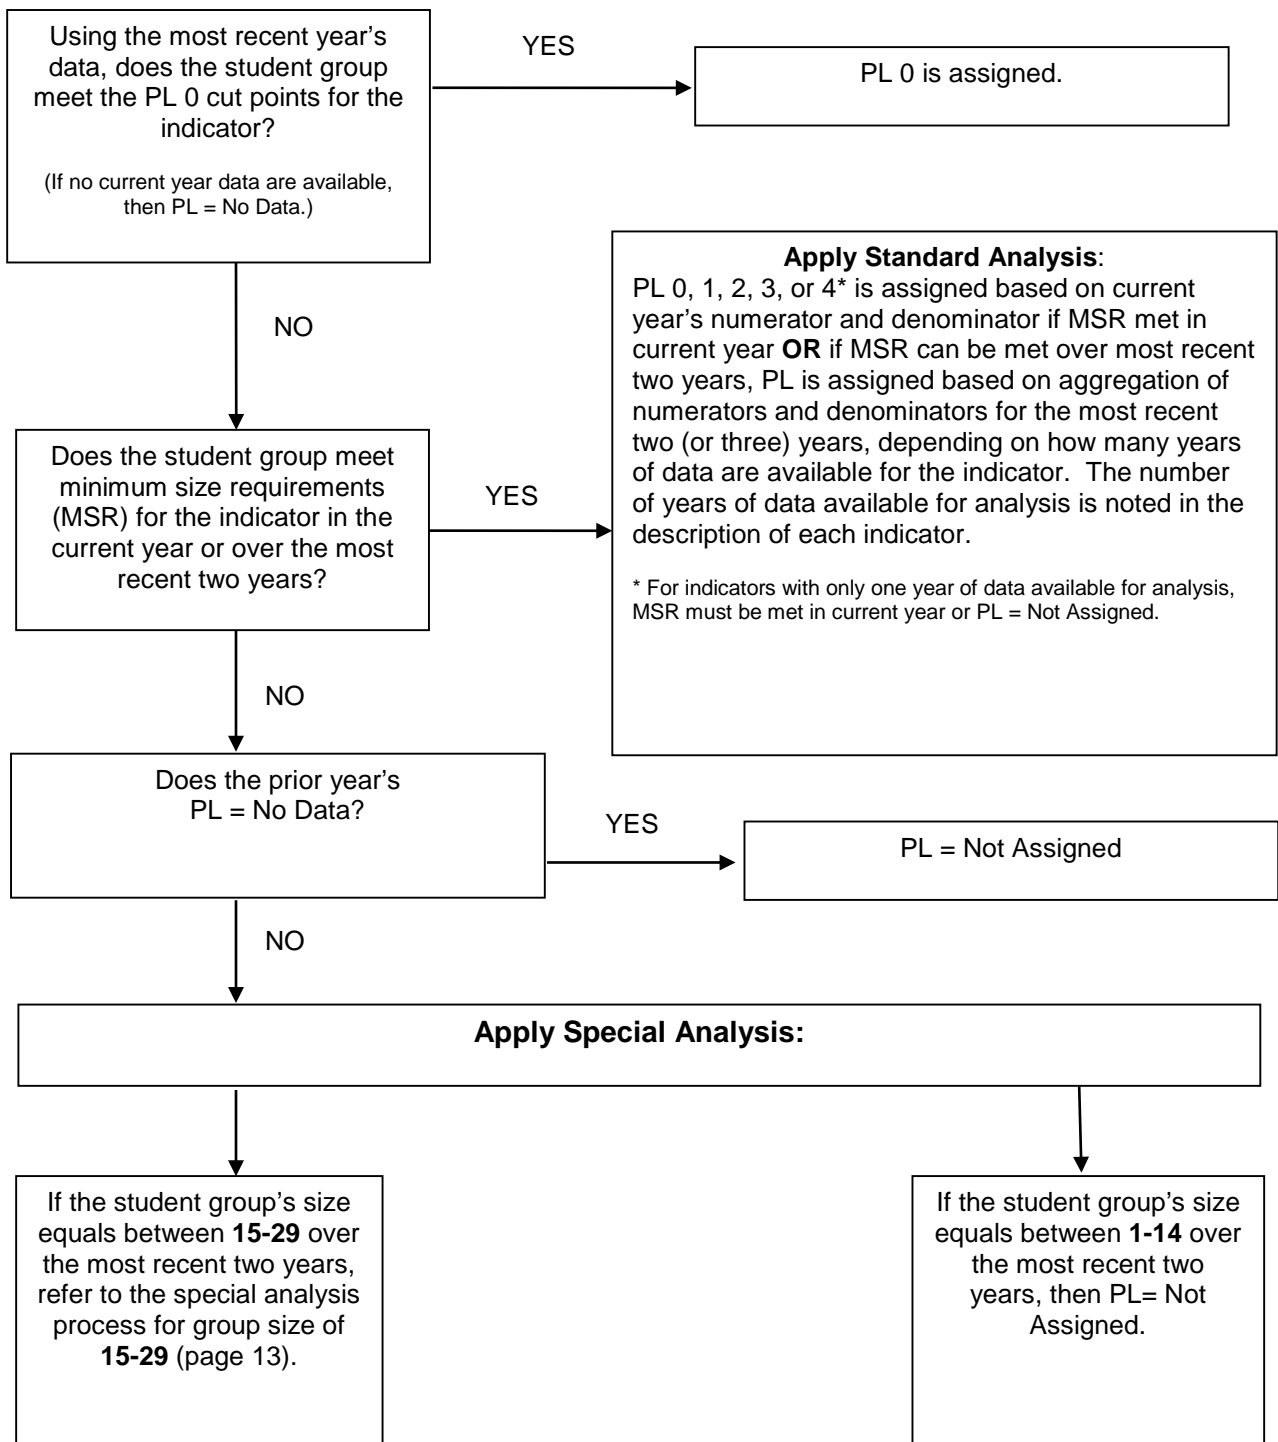 Using the most recent year's
data, does the student group
meet the PL 0 cut points for the
indicator?
(If no current year data are available,
then PL = No Data.)
YES
PL 0 is assigned.
NO
Apply Standard Analysis:
PL 0, 1, 2, 3, or 4* is assigned based on current
year's numerator and denominator if MSR met in
current year OR if MSR can be met over most recent
two years, PL is assigned based on aggregation of
numerators and denominators for the most recent
two (or three) years, depending on how many years
of data are available for the indicator.  The number
of years of data available for analysis is noted in the
description of each indicator.
* For indicators with only one year of data available for analysis,
MSR must be met in current year or PL = Not Assigned.
Does the student group meet
minimum size requirements
(MSR) for the indicator in the
current year or over the most
recent two years?
YES
NO
Does the prior year's
PL = No Data?
YES
PL = Not Assigned
NO
Apply Special Analysis:
If the student group's size
equals between 15-29 over
the most recent two years,
refer to the special analysis
process for group size of
15-29 (page 13).
If the student group's size
equals between 1-14 over
the most recent two
years, then PL= Not
Assigned.